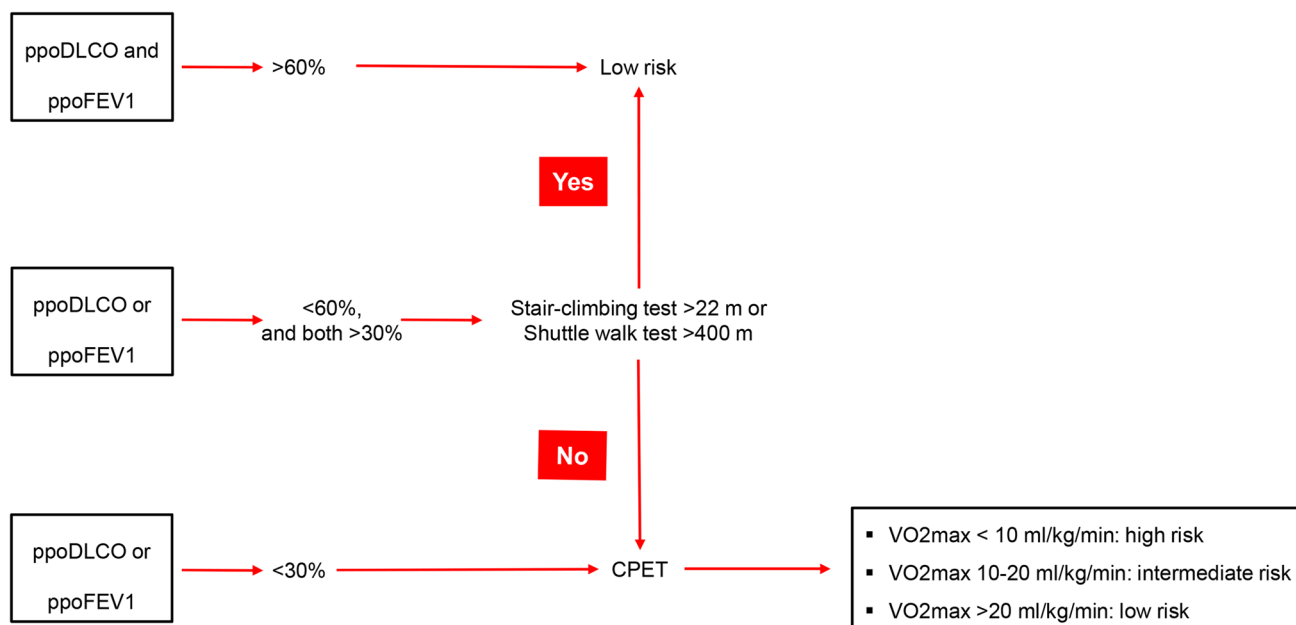 ppoDLCO and
ppoFEV1
>60%
Low risk
Yes
ppoDLCO or
ppoFEV1
<60%,
and both >30%
Stair-climbing test >22 m or
Shuttle walk test >400 m
No
ppoDLCO or
ppoFEV1
<30%
CPET
▪ VO2max < 10 ml/kg/min: high risk
▪ VO2max 10-20 ml/kg/min: intermediate risk
▪ VO2max >20 ml/kg/min: low risk